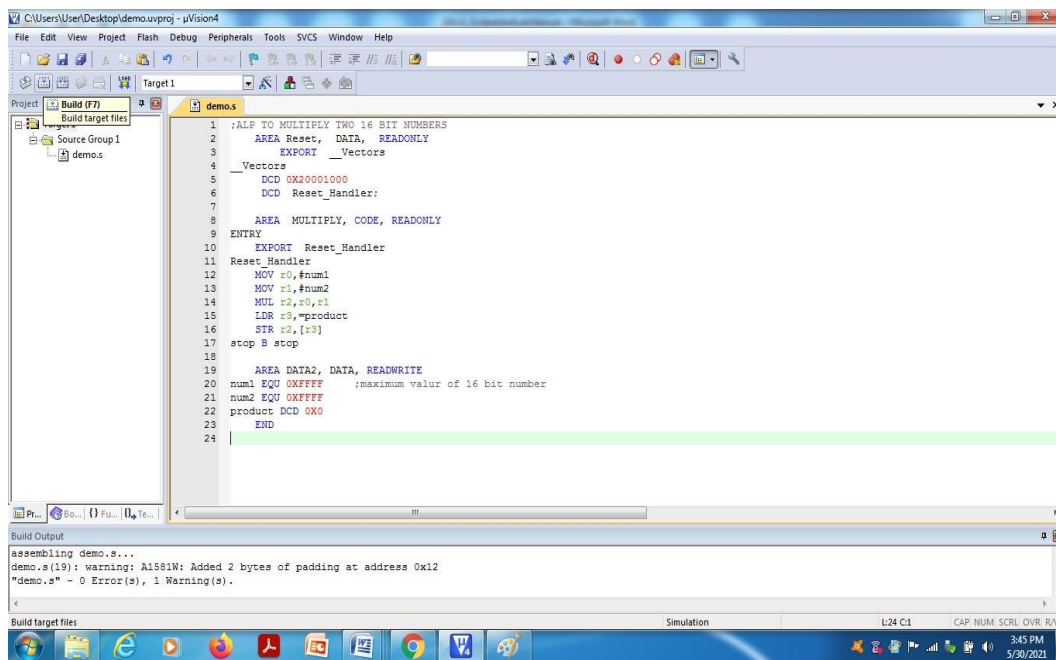 C:\Users\User\Desktop\demo.uvproj - µVision4
File Edit View Project Flash Debug Peripherals Tools SVCS Window Help
Target 1
Project
Build (F7)
Build target files
demo.s
Source Group 1
demo.s
1 ;ALP TO MULTIPLY TWO 16 BIT NUMBERS
2 AREA Reset, DATA, READONLY
3 EXPORT __Vectors
4 __Vectors
5 DCD 0X20001000
6 DCD Reset_Handler;
7
8 AREA MULTIPLY, CODE, READONLY
9 ENTRY
10 EXPORT Reset_Handler
11 Reset_Handler
12 MOV r0,#num1
13 MOV r1,#num2
14 MUL r2,r0,r1
15 LDR r3,=product
16 STR r2,[r3]
17 stop B stop
18
19 AREA DATA2, DATA, READWRITE
20 num1 EQU 0XFFFF ;maximum valur of 16 bit number
21 num2 EQU 0XFFFF
22 product DCD 0X0
23 END
24
Pr... Bo... {} Fu... Te...
Build Output
assembling demo.s...
demo.s(19): warning: A1581W: Added 2 bytes of padding at address 0x12
"demo.s" - 0 Error(s), 1 Warning(s).
Build target files Simulation L:24 C:1 CAP NUM SCRL OVR R/
3:45 PM
5/30/2021